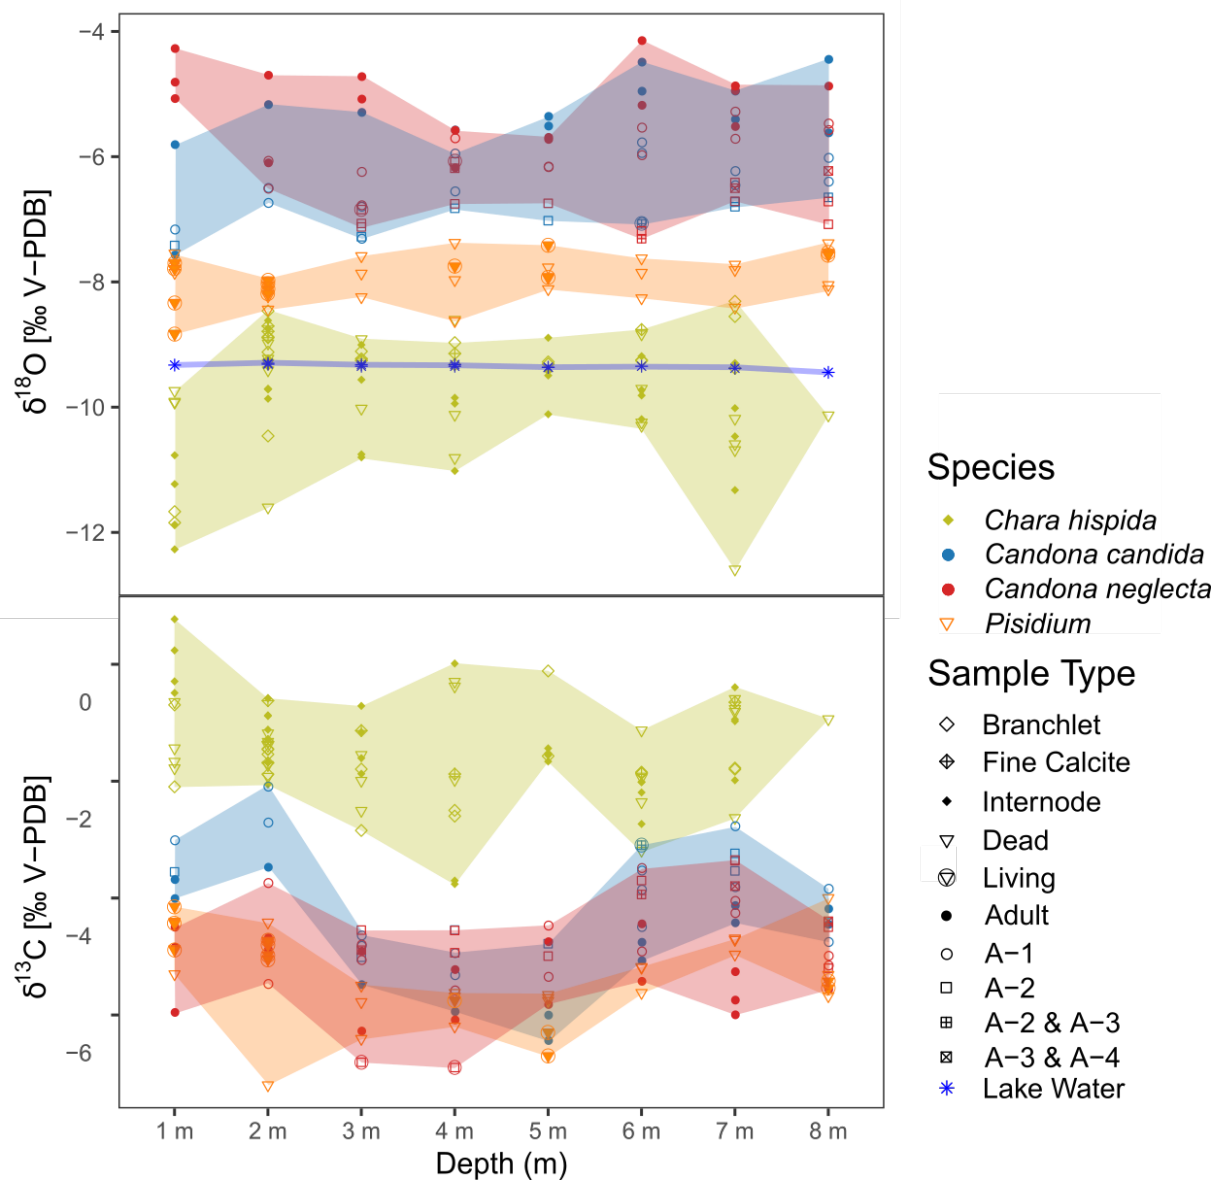 −4
−6
−8
−10
−12
δ18O [‰ V−PDB]
0
−2
−4
−6
δ13C [‰ V−PDB]
1 m 2 m 3 m 4 m 5 m 6 m 7 m 8 m
Depth (m)
Species
Chara hispida
Candona candida
Candona neglecta
Pisidium
Sample Type
Branchlet
Fine Calcite
Internode
Dead
Living
Adult
A−1
A−2
A−2 & A−3
A−3 & A−4
Lake Water